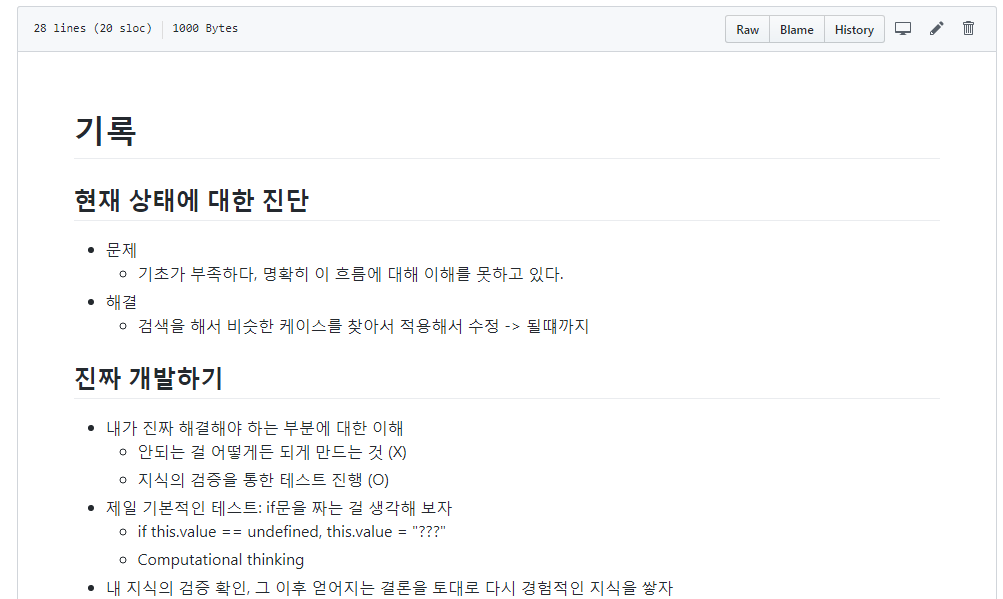 28 lines (20 sloc) 1000 Bytes Raw Blame History
기록
현재 상태에 대한 진단
문제
기초가 부족하다, 명확히 이 흐름에 대해 이해를 못하고 있다.
해결
검색을 해서 비슷한 케이스를 찾아서 적용해서 수정 -> 될떄까지
진짜 개발하기
내가 진짜 해결해야 하는 부분에 대한 이해
안되는 걸 어떻게든 되게 만드는 것 (X)
지식의 검증을 통한 테스트 진행 (O)
제일 기본적인 테스트: if문을 짜는 걸 생각해 보자
if this.value == undefined, this.value = "???"
Computational thinking
내 지식의 검증 확인, 그 이후 얻어지는 결론을 토대로 다시 경험적인 지식을 쌓자